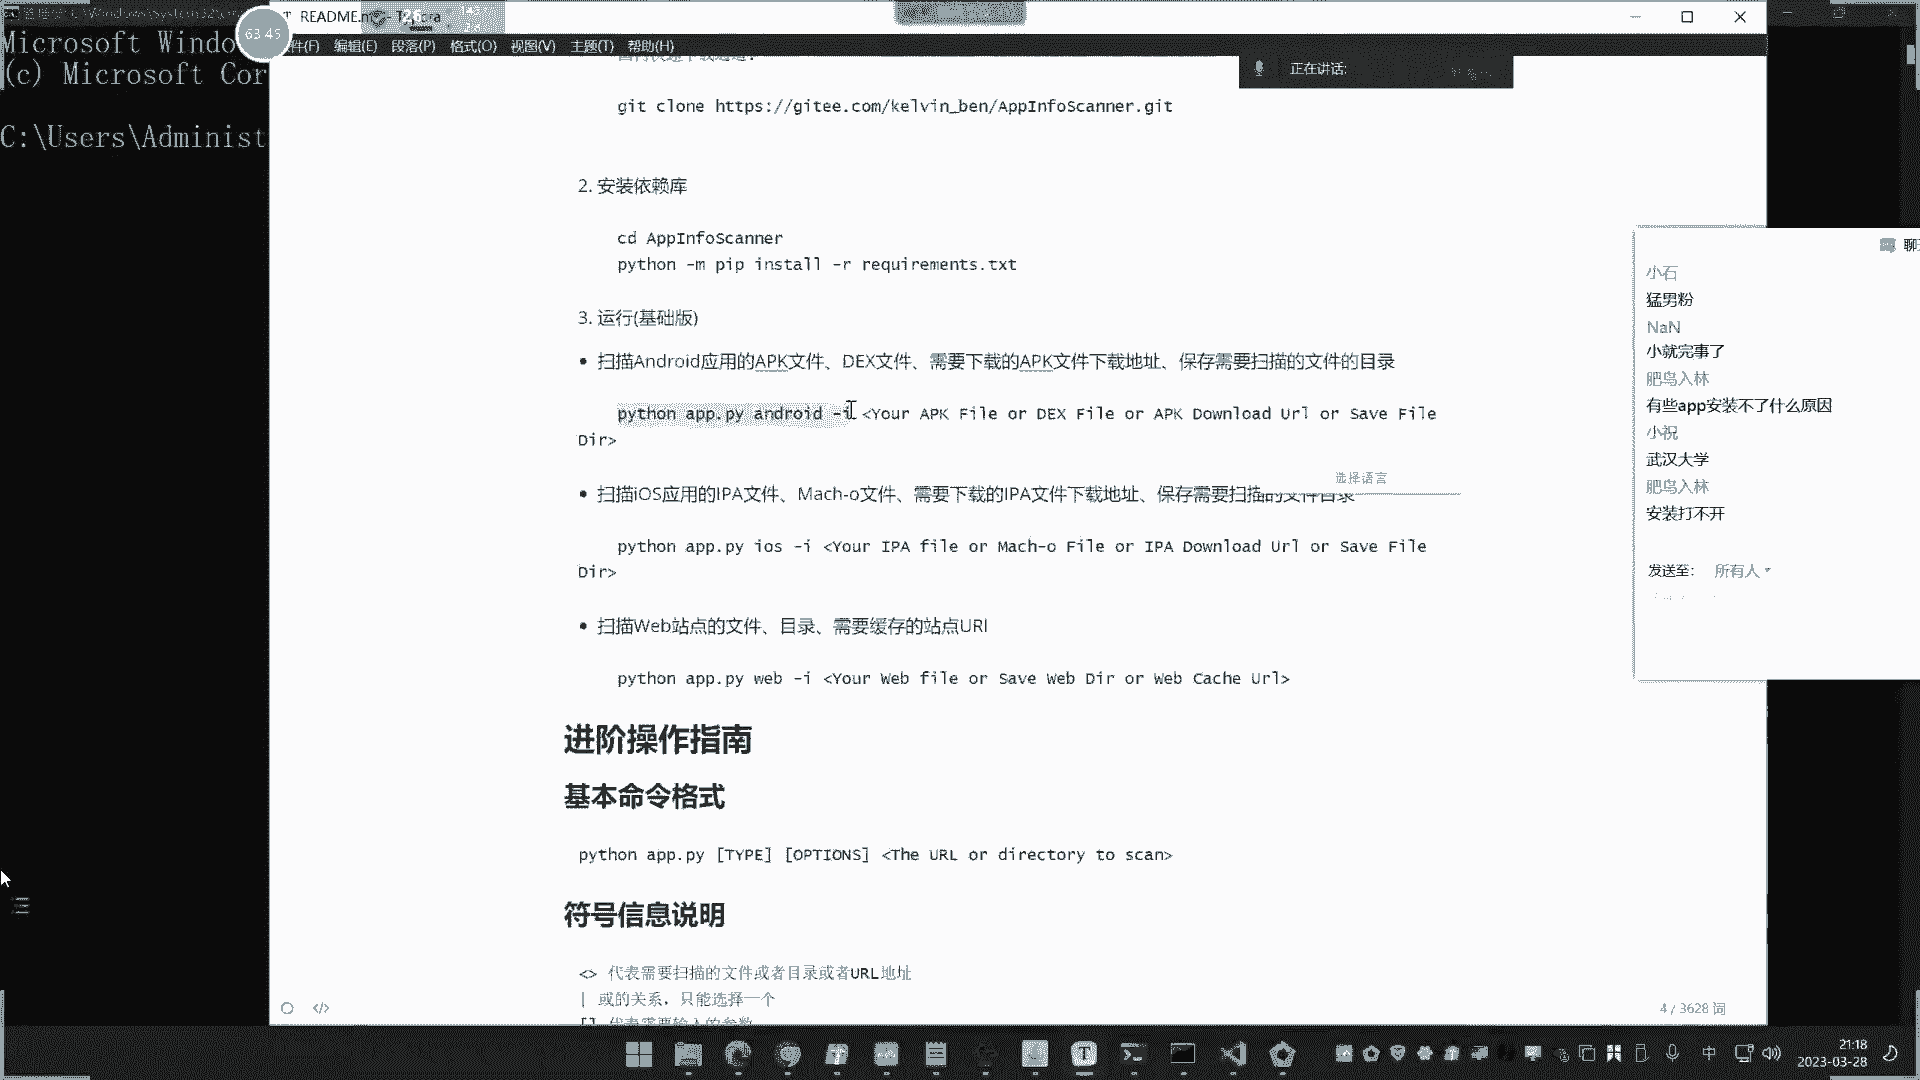 Microsoft Windo
(c) Microsoft Cor
C:\Users\Administ
63 45
README.m
编辑(E) 段落(P) 格式(O) 视图(V) 主题(T) 帮助(H)
正在讲话:
git clone https://gitee.com/kelvin_ben/AppInfoScanner.git
2. 安装依赖库
cd AppInfoScanner
python -m pip install -r requirements.txt
3. 运行(基础版)
扫描Android应用的APK文件、DEX文件、需要下载的APK文件下载地址、保存需要扫描的文件的目录
python app.py android -i <Your APK File or DEX File or APK Download Url or Save File
Dir>
选择语言
扫描iOS应用的IPA文件、Mach-o文件、需要下载的IPA文件下载地址、保存需要扫描的文件目录
python app.py ios -i <Your IPA file or Mach-o File or IPA Download Url or Save File
Dir>
扫描Web站点的文件、目录、需要缓存的站点URl
python app.py web -i <Your Web file or Save Web Dir or Web Cache Url>
进阶操作指南
基本命令格式
python app.py [TYPE] [OPTIONS] <The URL or directory to scan>
符号信息说明
<> 代表需要扫描的文件或者目录或者URL地址
| 或的关系，只能选择一个
[] 代表需要输入的参数
4 / 3628 词
小石
猛男粉
NaN
小就完事了
肥鸟入林
有些app安装不了什么原因
小祝
武汉大学
肥鸟入林
安装打不开
发送至: 所有人
中
21:18
2023-03-28